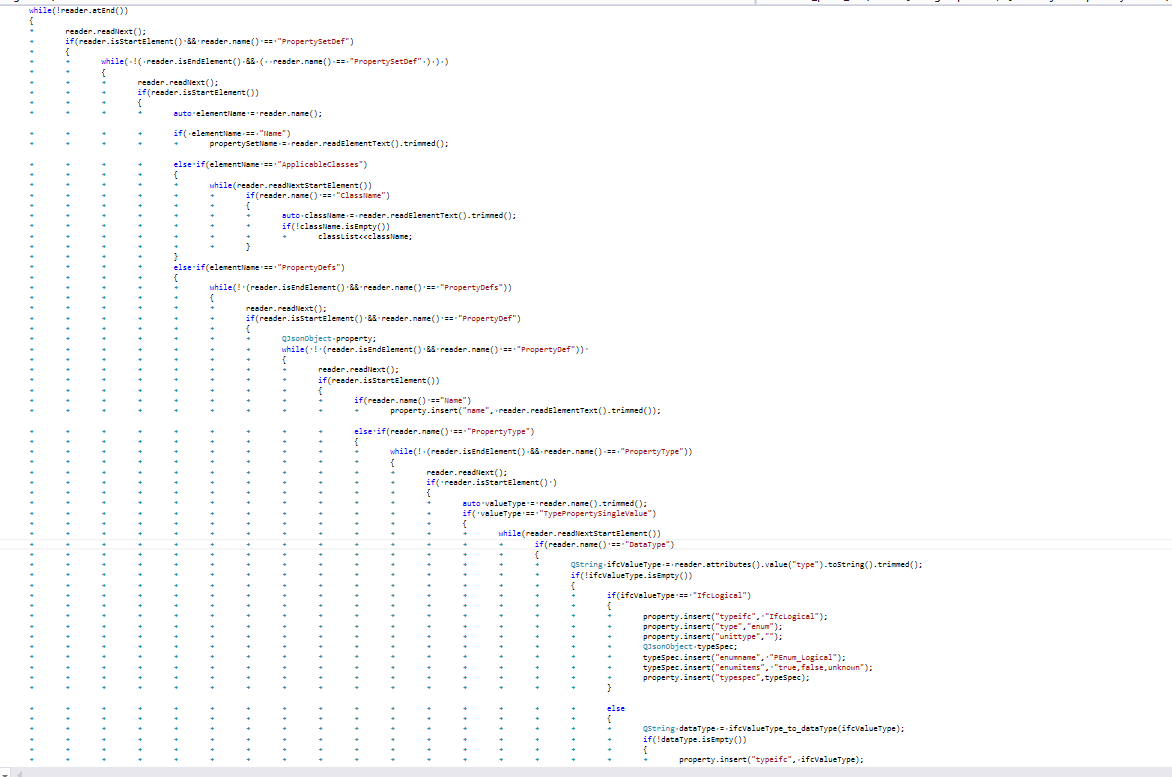 while(!reader.atEnd())
{
reader.readNext();
if(reader.isStartElement() && reader.name() == "PropertySetDef")
{
while( !( reader.isEndElement() && (  reader.name() == "PropertySetDef" ) ) )
{
reader.readNext();
if(reader.isStartElement())
{
auto elementName = reader.name();
if( elementName == "Name")
propertySetName = reader.readElementText().trimmed();
else if(elementName == "ApplicableClasses")
{
while(reader.readNextStartElement())
if(reader.name() == "ClassName")
{
auto className = reader.readElementText().trimmed();
if(!className.isEmpty())
classList<<className;
}
}
else if(elementName == "PropertyDefs")
{
while(! (reader.isEndElement() && reader.name() == "PropertyDefs"))
{
reader.readNext();
if(reader.isStartElement() && reader.name() == "PropertyDef")
{
QJsonObject property;
while( ! (reader.isEndElement() && reader.name() == "PropertyDef"))
{
reader.readNext();
if(reader.isStartElement())
{
if(reader.name() =="Name")
property.insert("name", reader.readElementText().trimmed());
else if(reader.name() == "PropertyType")
{
while(! (reader.isEndElement() && reader.name() == "PropertyType"))
{
reader.readNext();
if( reader.isStartElement() )
{
auto valueType = reader.name().trimmed();
if( valueType == "TypePropertySingleValue")
{
while(reader.readNextStartElement())
if(reader.name() == "DataType")
{
QString ifcValueType = reader.attributes().value("type").toString().trimmed();
if(!ifcValueType.isEmpty())
{
if(ifcValueType == "IfcLogical")
{
property.insert("typeifc", "IfcLogical");
property.insert("type","enum");
property.insert("unittype","");
QJsonObject typeSpec;
typeSpec.insert("enumname", "PEnum_Logical");
typeSpec.insert("enumitems", "true,false,unknown");
property.insert("typespec",typeSpec);
}
else
{
QString dataType = ifcValueType_to_dataType(ifcValueType);
if(!dataType.isEmpty())
{
property.insert("typeifc", ifcValueType);